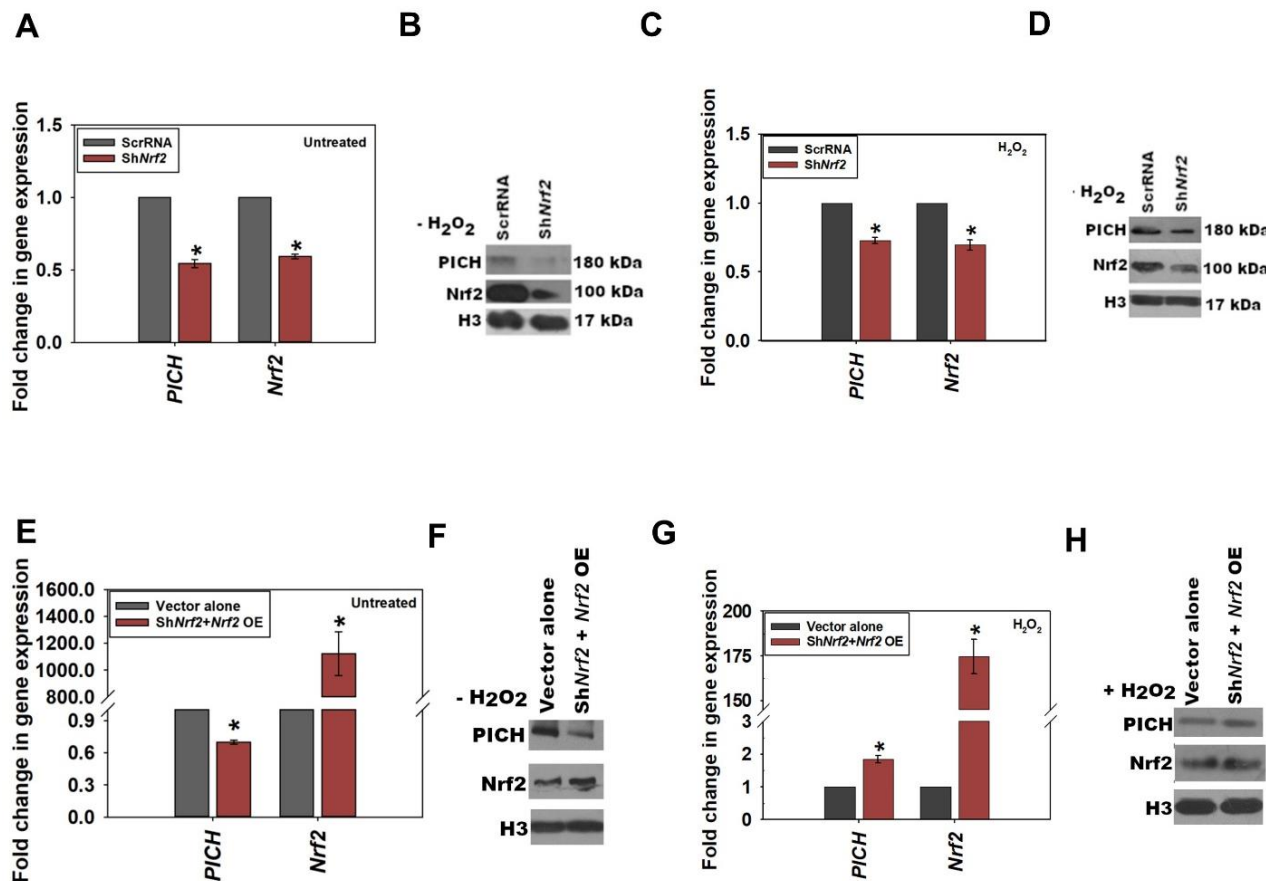 A
Fold change in gene expression
1.5
1.0
0.5
0.0
ScrRNA
ShNrf2
Untreated
*
*
PICH
Nrf2
B
- H2O2
ScrRNA
ShNrf2
PICH
180 kDa
Nrf2
100 kDa
H3
17 kDa
C
Fold change in gene expression
1.5
1.0
0.5
0.0
ScrRNA
ShNrf2
H2O2
*
*
PICH
Nrf2
D
- H2O2
ScrRNA
ShNrf2
PICH
180 kDa
Nrf2
100 kDa
H3
17 kDa
E
Fold change in gene expression
1600.0
1400.0
1200.0
1000.0
800.0
0.9
0.6
0.3
0.0
Vector alone
ShNrf2+Nrf2 OE
Untreated
*
*
PICH
Nrf2
F
- H2O2
Vector alone
ShNrf2 + Nrf2 OE
PICH
Nrf2
H3
G
Fold change in gene expression
200
175
150
3
2
1
0
Vector alone
ShNrf2+Nrf2 OE
H2O2
*
*
PICH
Nrf2
H
+ H2O2
Vector alone
ShNrf2 + Nrf2 OE
PICH
Nrf2
H3